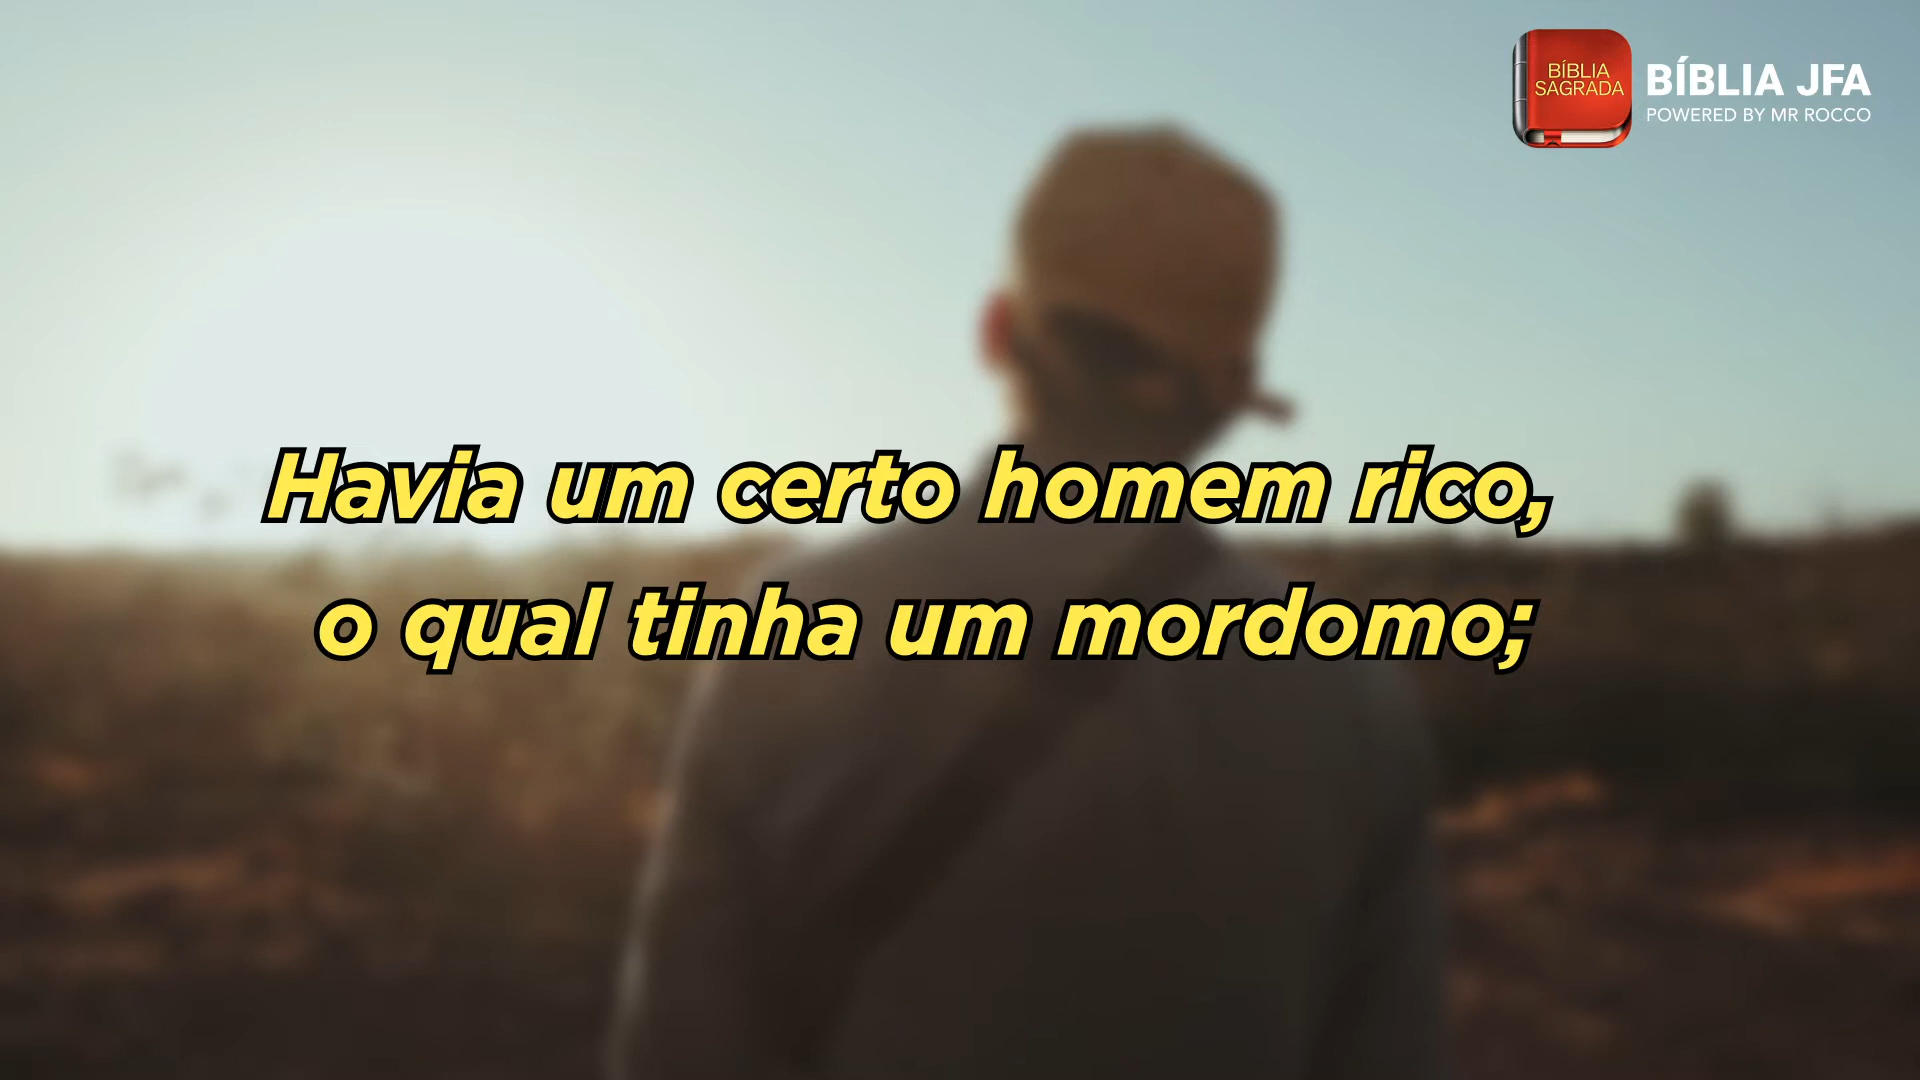 BÍBLIA
SAGRADA
BÍBLIA JFA
POWERED BY MR ROCCO
Havia um certo homem rico,
o qual tinha um mordomo;